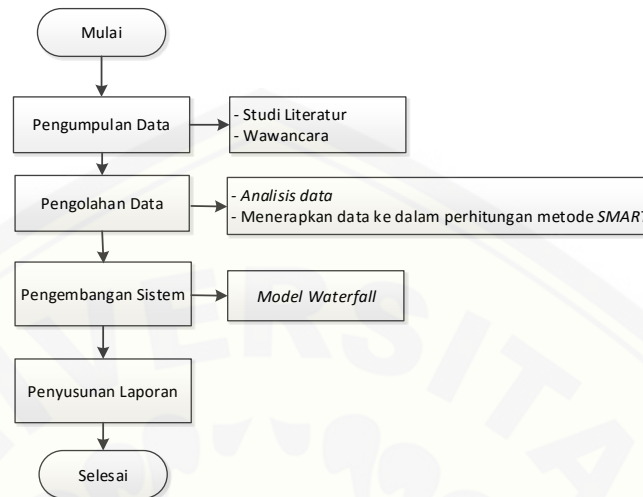 Mulai
Pengumpulan Data
- Studi Literatur
- Wawancara
Pengolahan Data
- Analisis data
- Menerapkan data ke dalam perhitungan metode SMART
Pengembangan Sistem
Model Waterfall
Penyusunan Laporan
Selesai